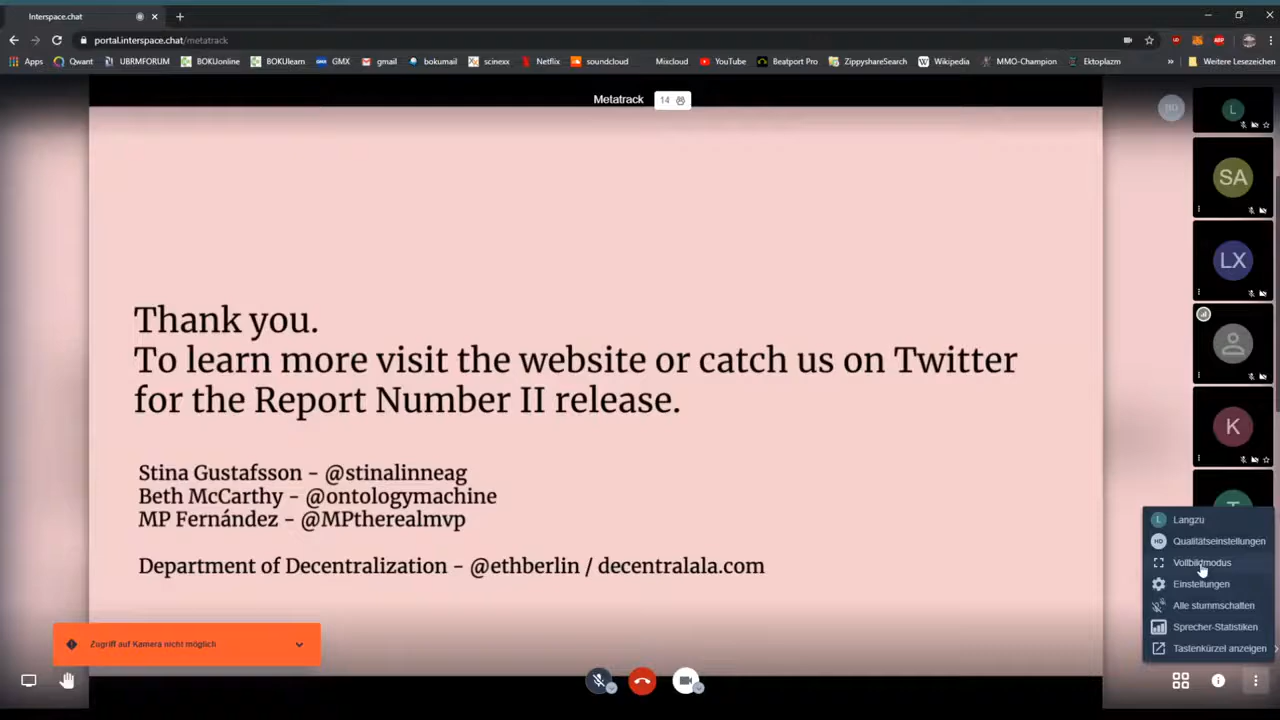 Interspace.chat
portal.interspace.chat/metatrack
Apps Qwant UBRMFORUM BOKUonline BOKUlearn GMX gmail bokumail scinexx Netflix soundcloud Mixcloud YouTube Beatport Pro ZippyshareSearch Wikipedia MMO-Champion Ektoplazm » Weitere Lesezeichen
Metatrack 14
HD
L
SA
LX
K
Thank you.
To learn more visit the website or catch us on Twitter
for the Report Number II release.
Stina Gustafsson - @stinalinneag
Beth McCarthy - @ontologymachine
MP Fernández - @MPtherealmvp
Department of Decentralization - @ethberlin / decentralala.com
Zugriff auf Kamera nicht möglich
L Langzu
HD Qualitätseinstellungen
Vollbildmodus
Einstellungen
Alle stummschalten
Sprecher-Statistiken
Tastenkürzel anzeigen